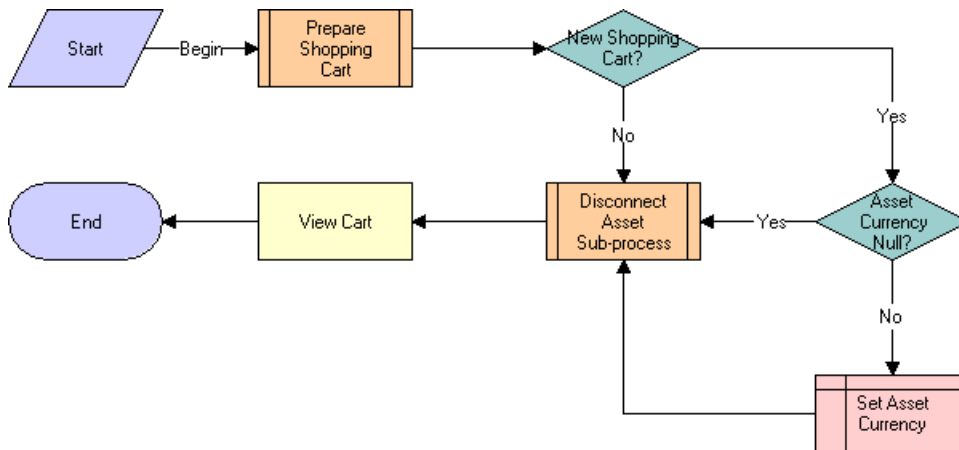 Start
Begin
Prepare
Shopping
Cart
New Shopping
Cart?
Yes
No
End
View Cart
Disconnect
Asset
Sub-process
Yes
Asset
Currency
Null?
No
Set Asset
Currency